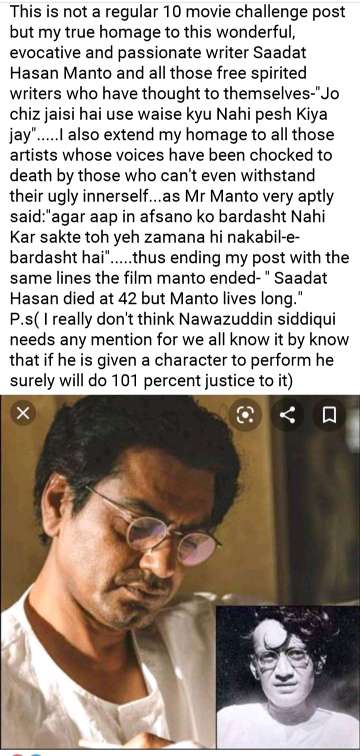 This is not a regular 10 movie challenge post
but my true homage to this wonderful,
evocative and passionate writer Saadat
Hasan Manto and all those free spirited
writers who have thought to themselves-"Jo
chiz jaisi hai use waise kyu Nahi pesh Kiya
jay".....I also extend my homage to all those
artists whose voices have been chocked to
death by those who can't even withstand
their ugly innerself...as Mr Manto very aptly
said:"agar aap in afsano ko bardasht Nahi
Kar sakte toh yeh zamana hi nakabil-e-
bardasht hai".....thus ending my post with the
same lines the film manto ended- " Saadat
Hasan died at 42 but Manto lives long."
P.s( I really don't think Nawazuddin siddiqui
needs any mention for we all know it by know
that if he is given a character to perform he
surely will do 101 percent justice to it)